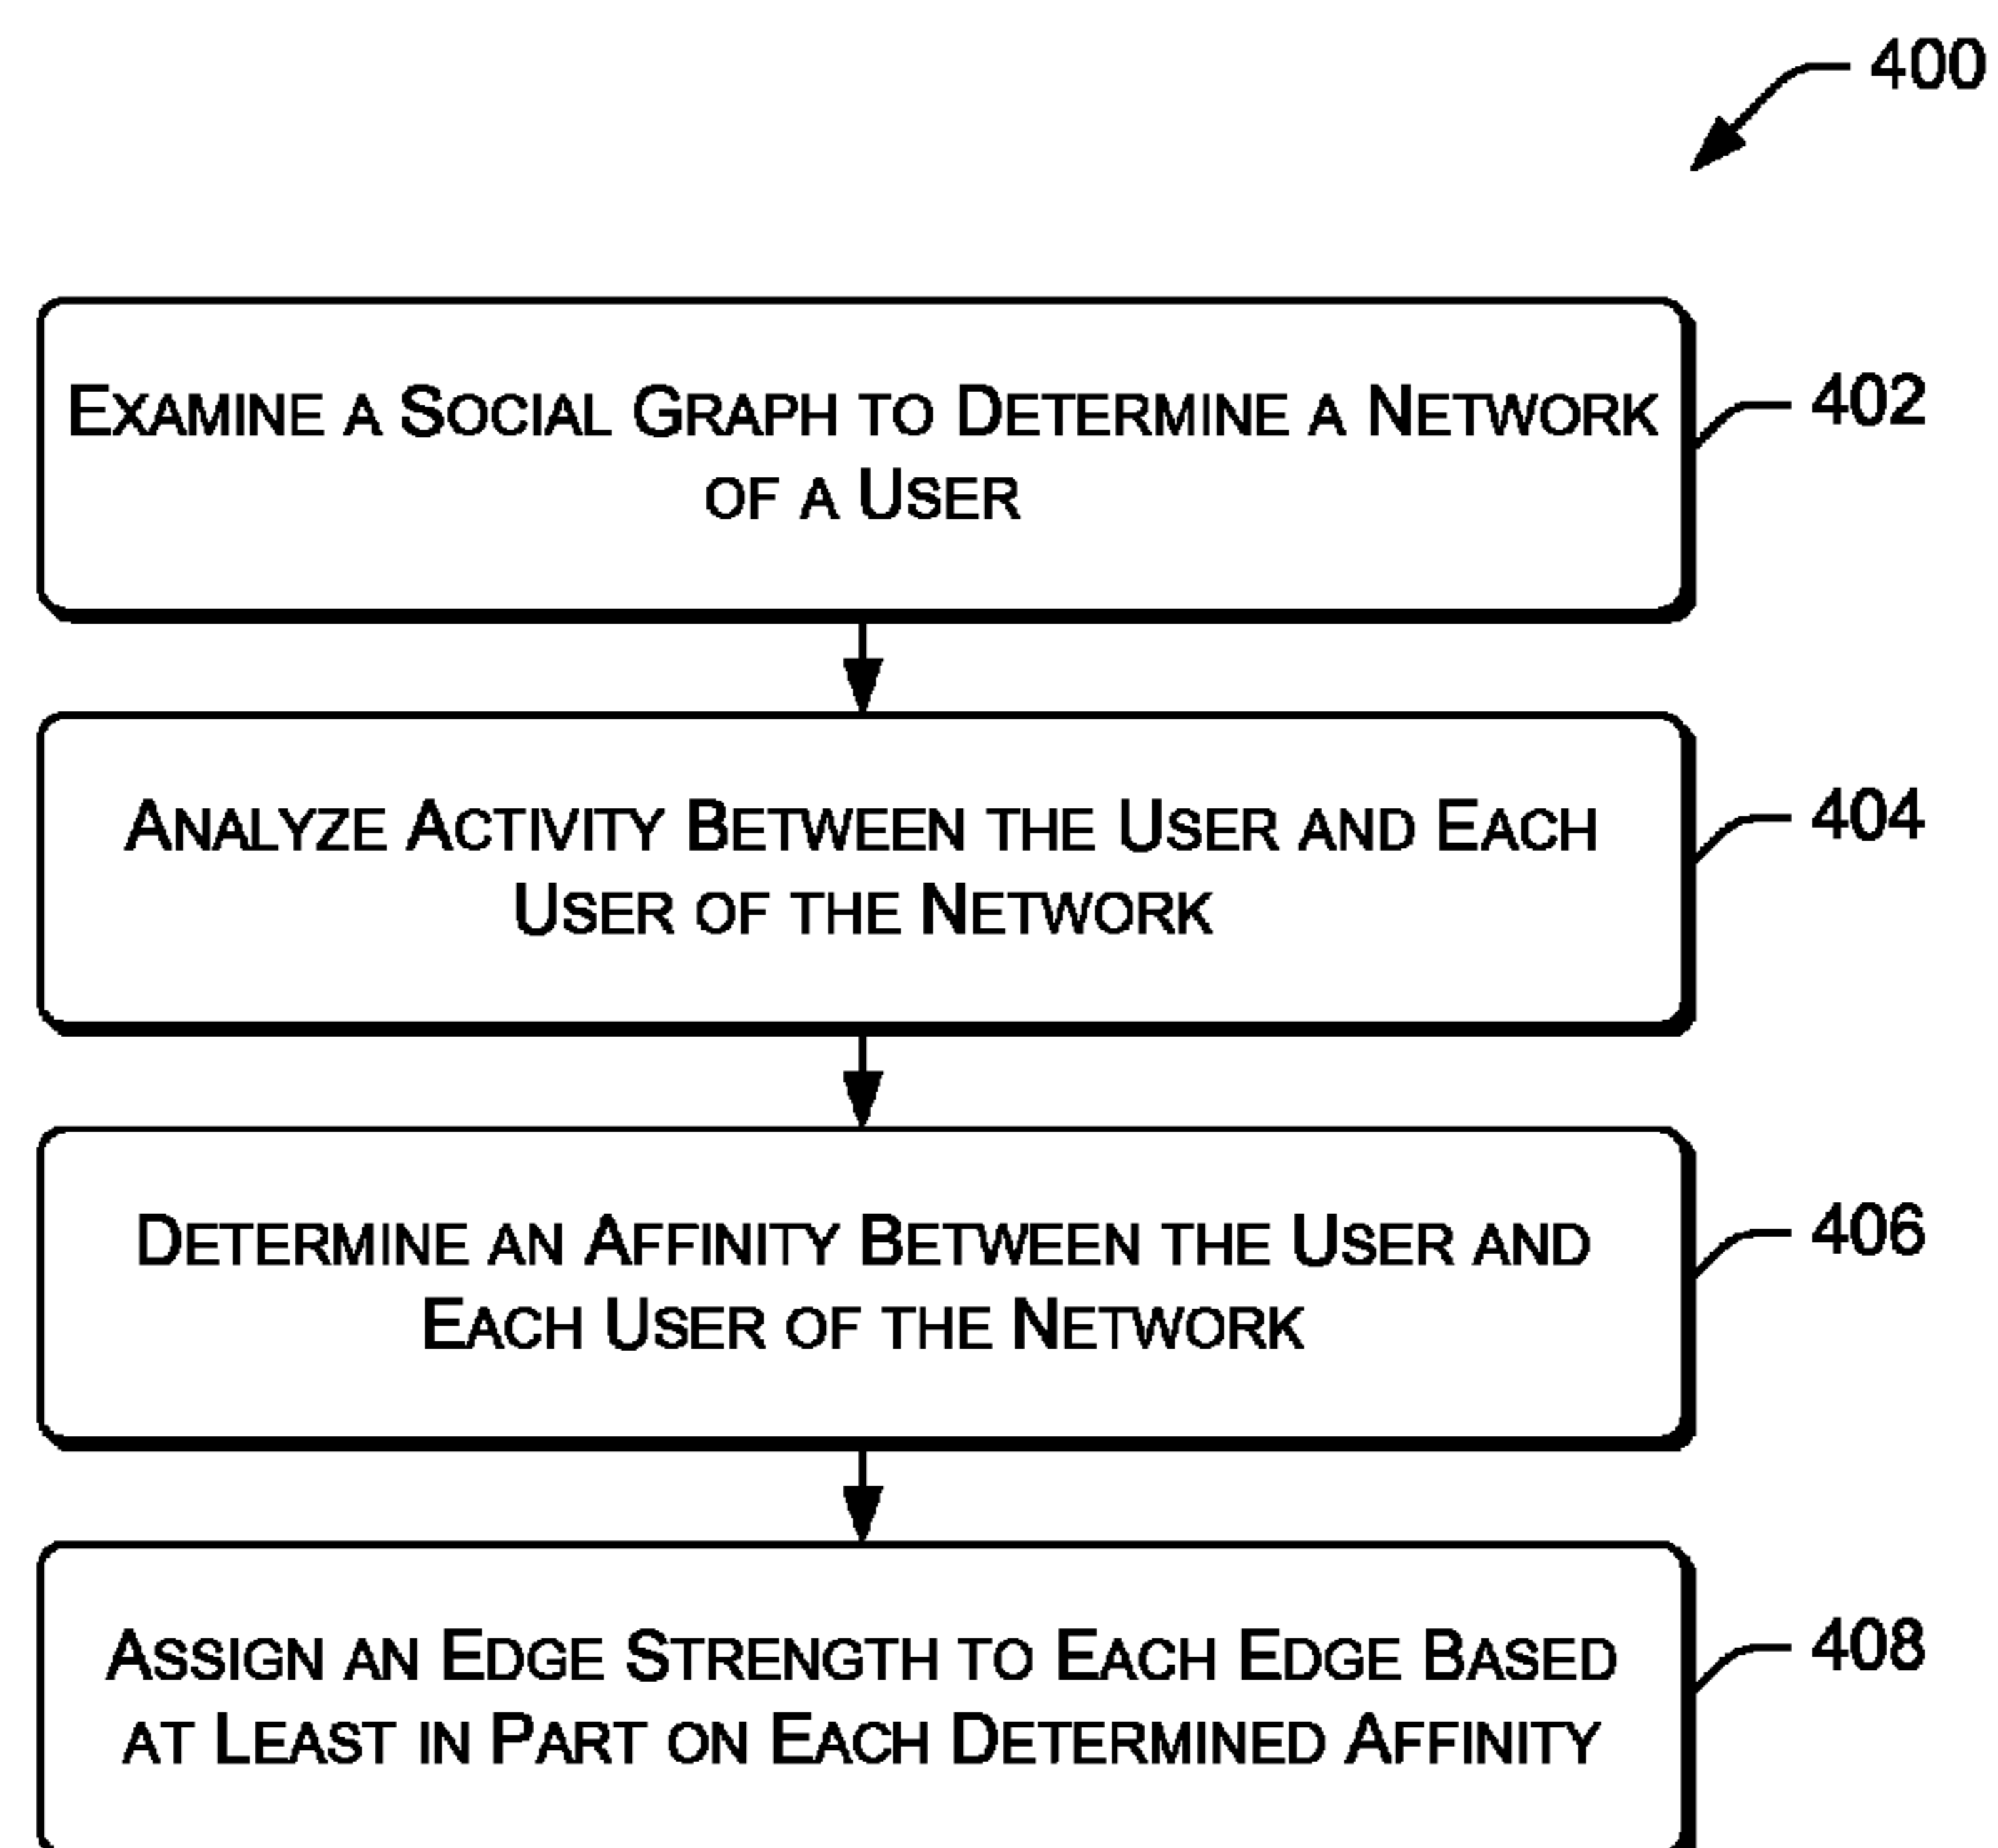 400
EXAMINE A SOCIAL GRAPH TO DETERMINE A NETWORK
OF A USER
402
ANALYZE ACTIVITY BETWEEN THE USER AND EACH
USER OF THE NETWORK
404
DETERMINE AN AFFINITY BETWEEN THE USER AND
EACH USER OF THE NETWORK
406
ASSIGN AN EDGE STRENGTH TO EACH EDGE BASED
AT LEAST IN PART ON EACH DETERMINED AFFINITY
408